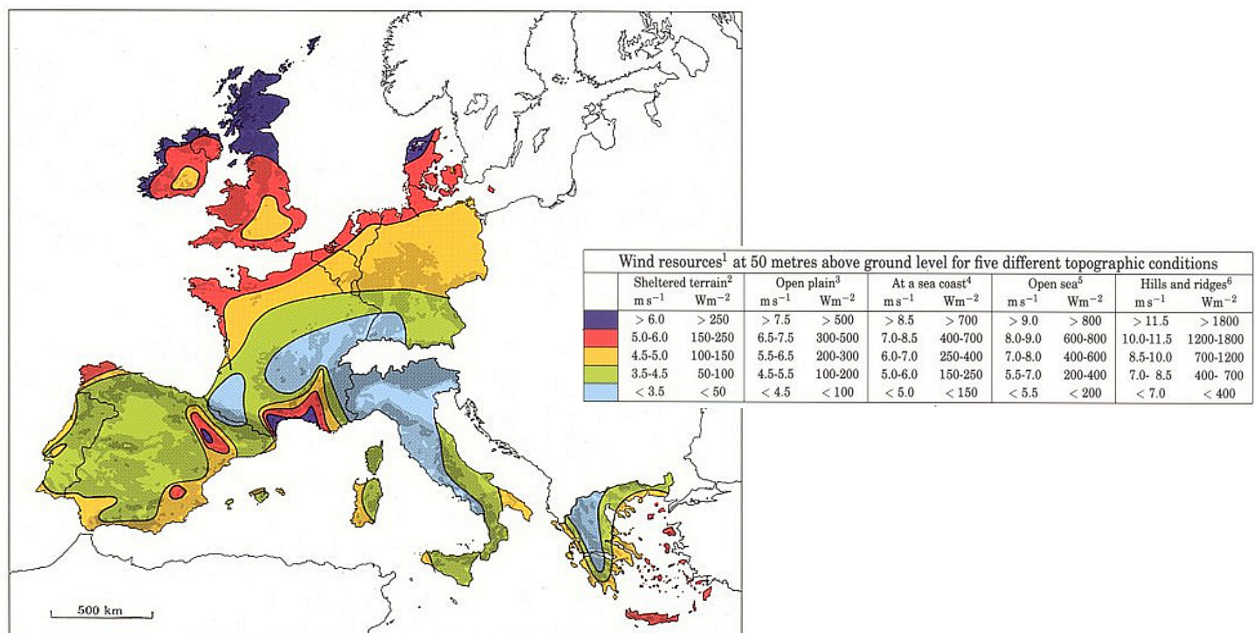 Wind resources¹ at 50 metres above ground level for five different topographic conditions
Sheltered terrain² Open plain³ At a sea coast⁴ Open sea⁵ Hills and ridges⁶
m s⁻¹ Wm⁻² m s⁻¹ Wm⁻² m s⁻¹ Wm⁻² m s⁻¹ Wm⁻² m s⁻¹ Wm⁻²
> 6.0 > 250 > 7.5 > 500 > 8.5 > 700 > 9.0 > 800 > 11.5 > 1800
5.0-6.0 150-250 6.5-7.5 300-500 7.0-8.5 400-700 8.0-9.0 600-800 10.0-11.5 1200-1800
4.5-5.0 100-150 5.5-6.5 200-300 6.0-7.0 250-400 7.0-8.0 400-600 8.5-10.0 700-1200
3.5-4.5 50-100 4.5-5.5 100-200 5.0-6.0 150-250 5.5-7.0 200-400 7.0- 8.5 400- 700
< 3.5 < 50 < 4.5 < 100 < 5.0 < 150 < 5.5 < 200 < 7.0 < 400
500 km